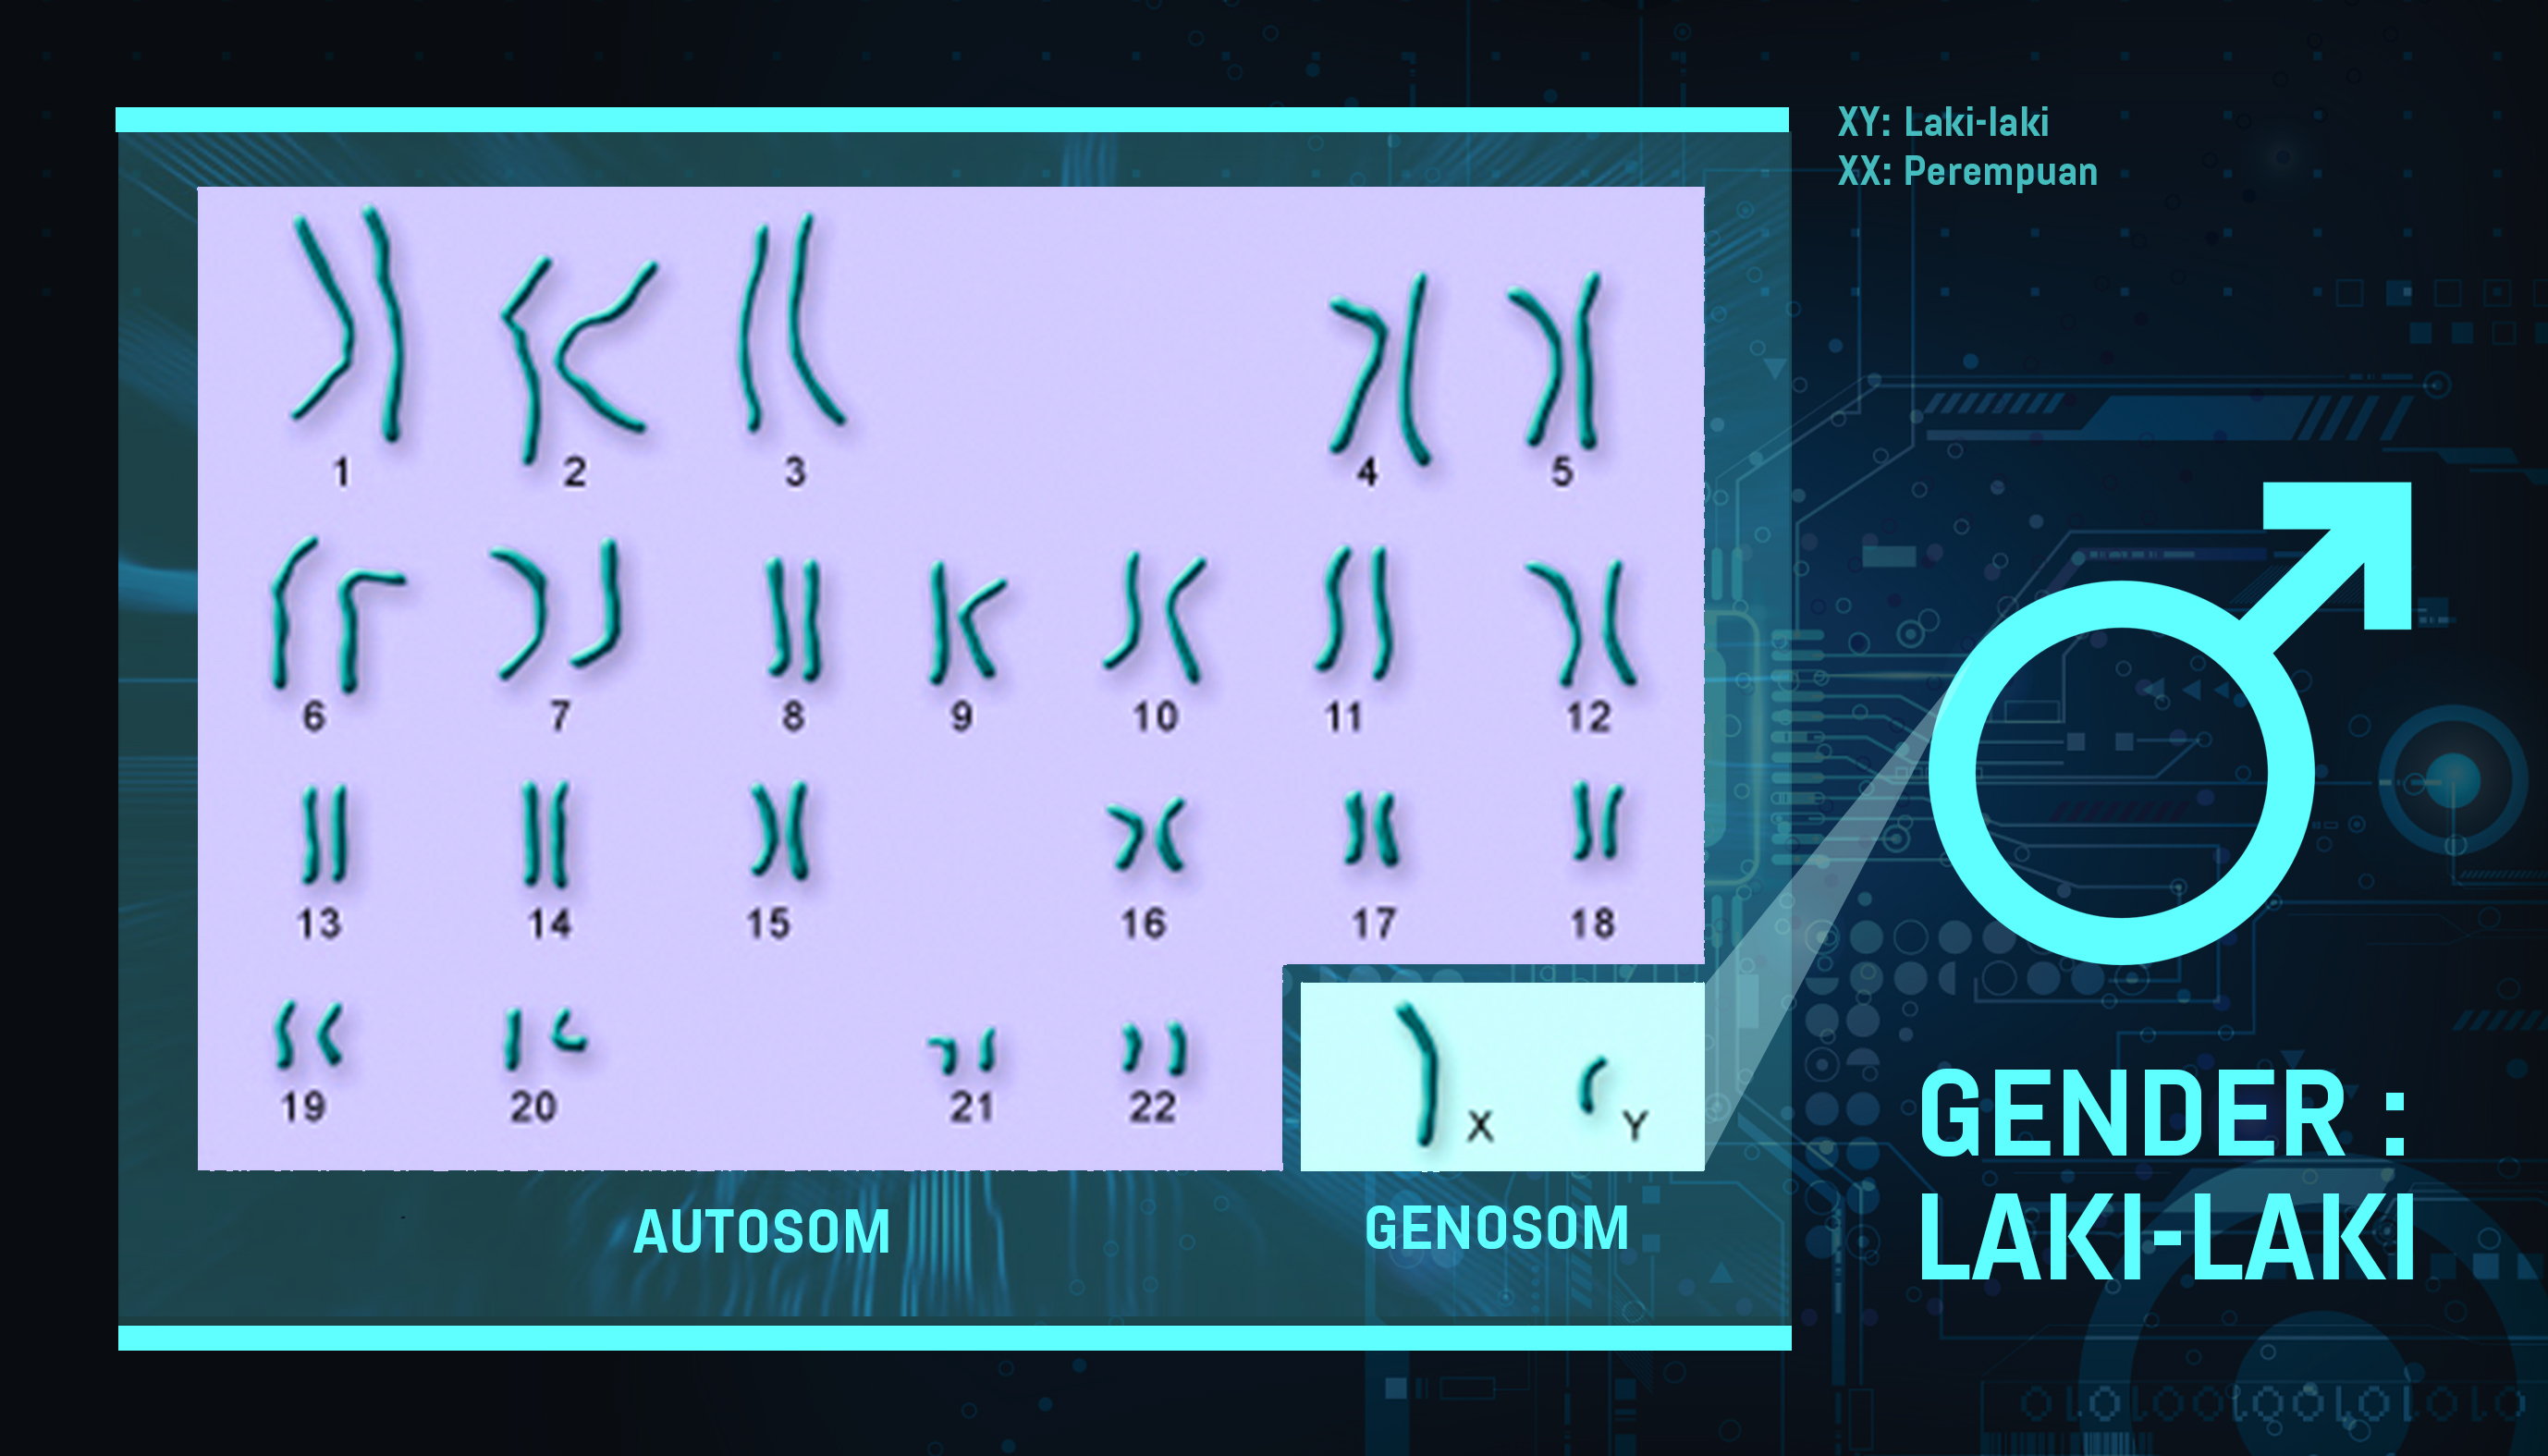 XY: Laki-laki
XX: Perempuan
1 2 3 4 5
6 7 8 9 10 11 12
13 14 15 16 17 18
19 20 21 22 X Y
AUTOSOM GENOSOM
GENDER :
LAKI-LAKI